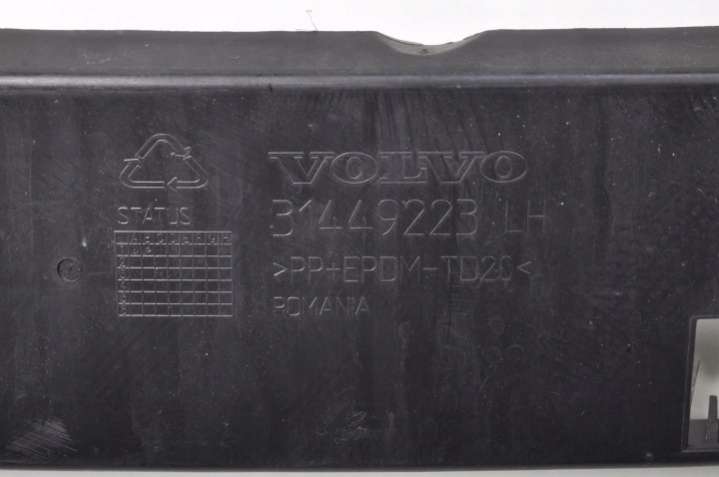 VOLVO
31449223 LH
>PP+EPDM-TD20<
ROMANIA
STATUS